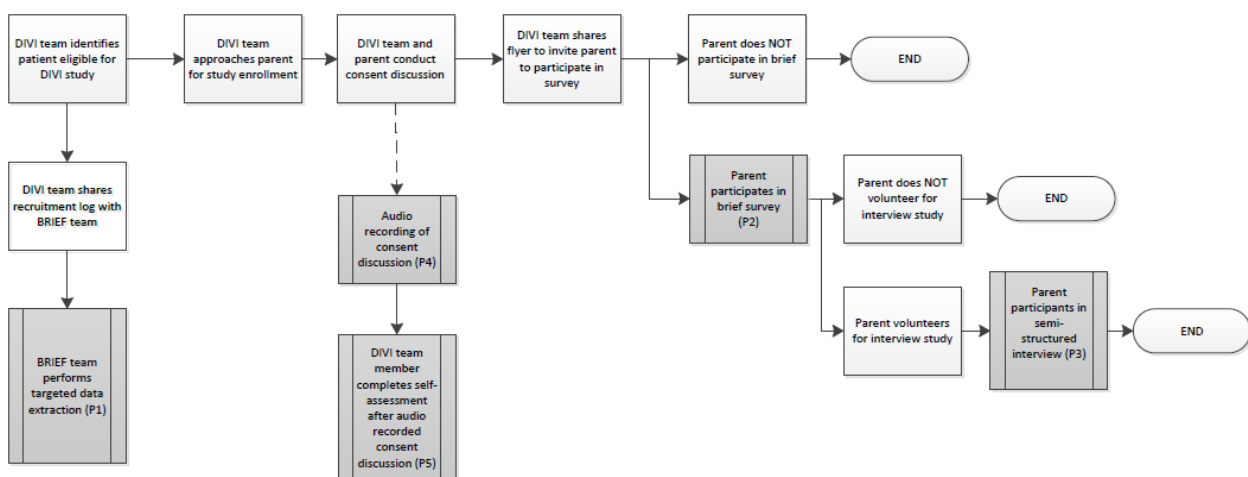 DIVI team identifies
patient eligible for
DIVI study
DIVI team
approaches parent
for study enrollment
DIVI team and
parent conduct
consent discussion
DIVI team shares
flyer to invite parent
to participate in
survey
Parent does NOT
participate in brief
survey
END
DIVI team shares
recruitment log with
BRIEF team
Audio
recording of
consent
discussion (P4)
Parent
participates in
brief survey
(P2)
Parent does NOT
volunteer for
interview study
END
BRIEF team
performs
targeted data
extraction (P1)
DIVI team
member
completes self-
assessment
after audio
recorded
consent
discussion (P5)
Parent volunteers
for interview study
Parent
participants in
semi-
structured
interview (P3)
END